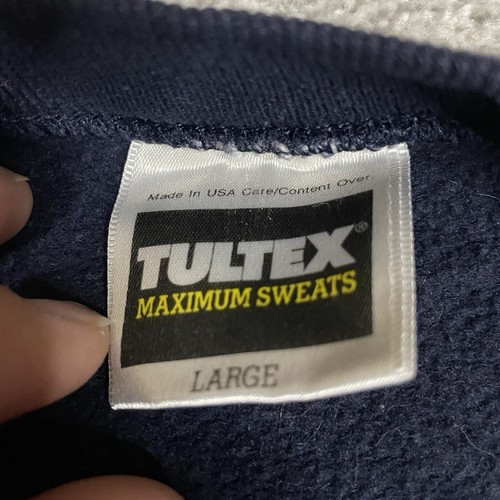 Made In USA Care/Content Over
TULTEX®
MAXIMUM SWEATS
LARGE